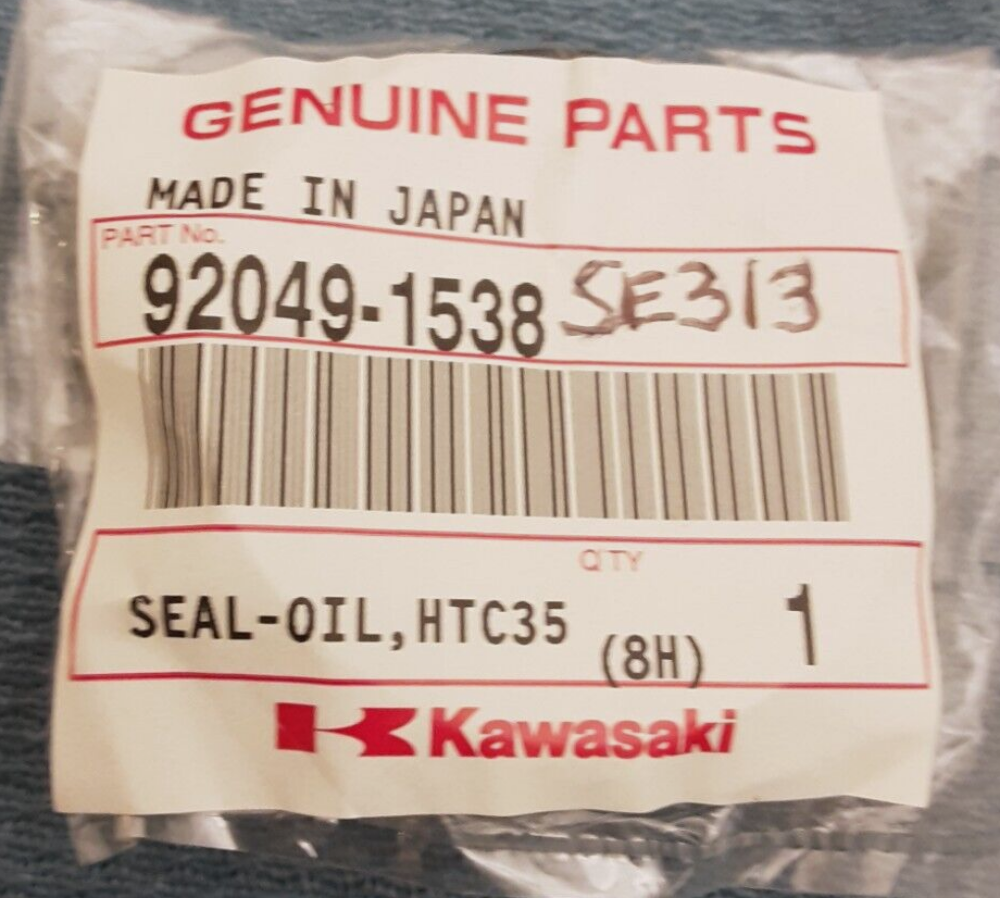 GENUINE PARTS
MADE IN JAPAN
PART No.
92049-1538 SE313
Q'TY
SEAL-OIL,HTC35 (8H) 1
Kawasaki